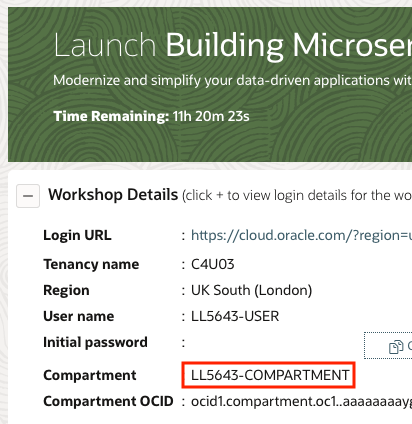 Launch Building Microser
Modernize and simplify your data-driven applications wit
Time Remaining: 11h 20m 23s
Workshop Details (click + to view login details for the wo
Login URL : https://cloud.oracle.com/?region=u
Tenancy name : C4U03
Region : UK South (London)
User name : LL5643-USER
Initial password :
Compartment LL5643-COMPARTMENT
Compartment OCID : ocid1.compartment.oc1..aaaaaaaayg